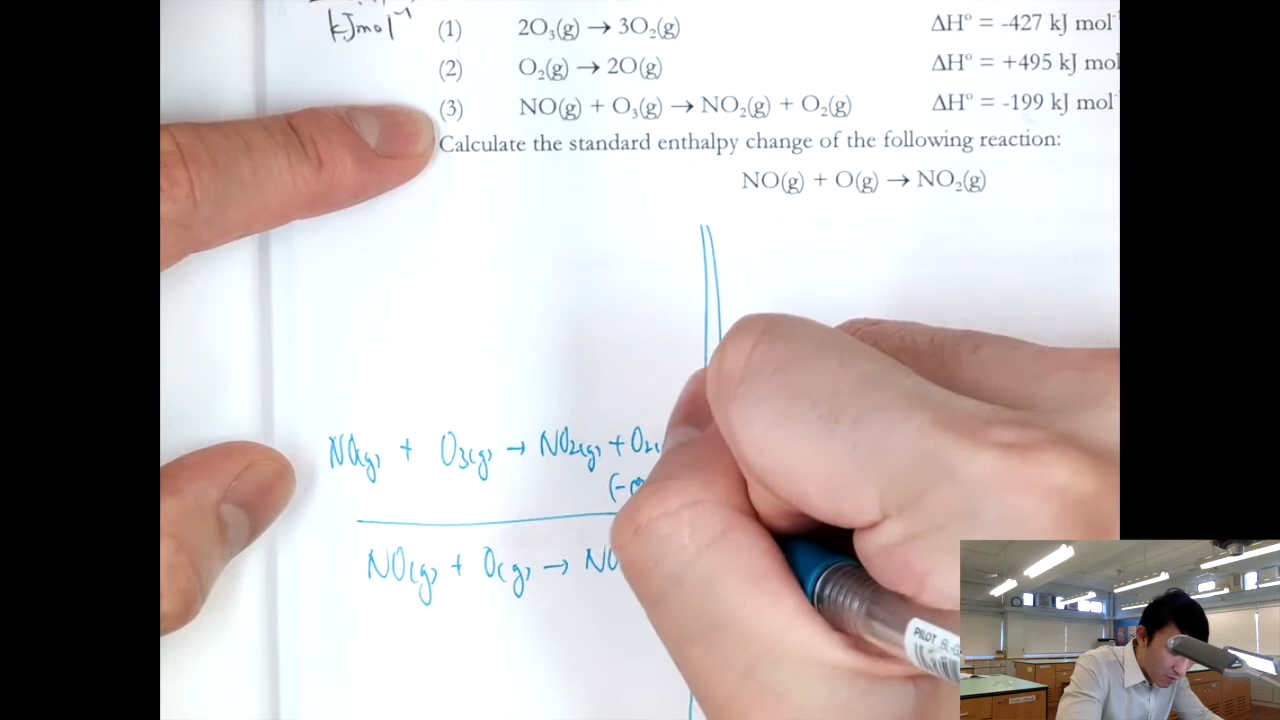 kJmol⁻¹
(1) 2O₃(g) → 3O₂(g) ΔH° = -427 kJ mol⁻
(2) O₂(g) → 2O(g) ΔH° = +495 kJ mol
(3) NO(g) + O₃(g) → NO₂(g) + O₂(g) ΔH° = -199 kJ mol⁻
Calculate the standard enthalpy change of the following reaction:
NO(g) + O(g) → NO₂(g)
NO(g) + O₃(g) → NO₂(g) + O₂(
NO(g) + O(g) → NO
PILOT